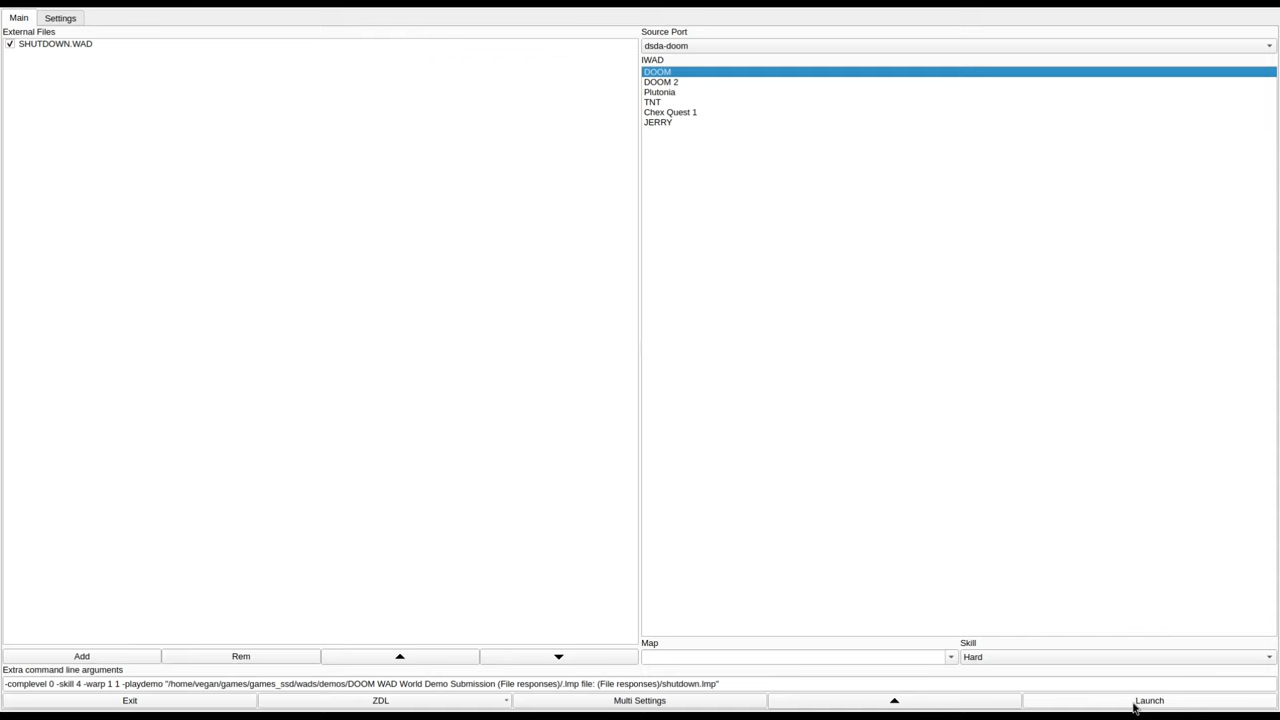 Main Settings
External Files
SHUTDOWN.WAD
Source Port
dsda-doom
IWAD
DOOM
DOOM 2
Plutonia
TNT
Chex Quest 1
JERRY
Map Skill
Hard
Add Rem
Extra command line arguments
-complevel 0 -skill 4 -warp 1 1 -playdemo "/home/vegan/games/games_ssd/wads/demos/DOOM WAD World Demo Submission (File responses)/.lmp file: (File responses)/shutdown.lmp"
Exit ZDL Multi Settings Launch